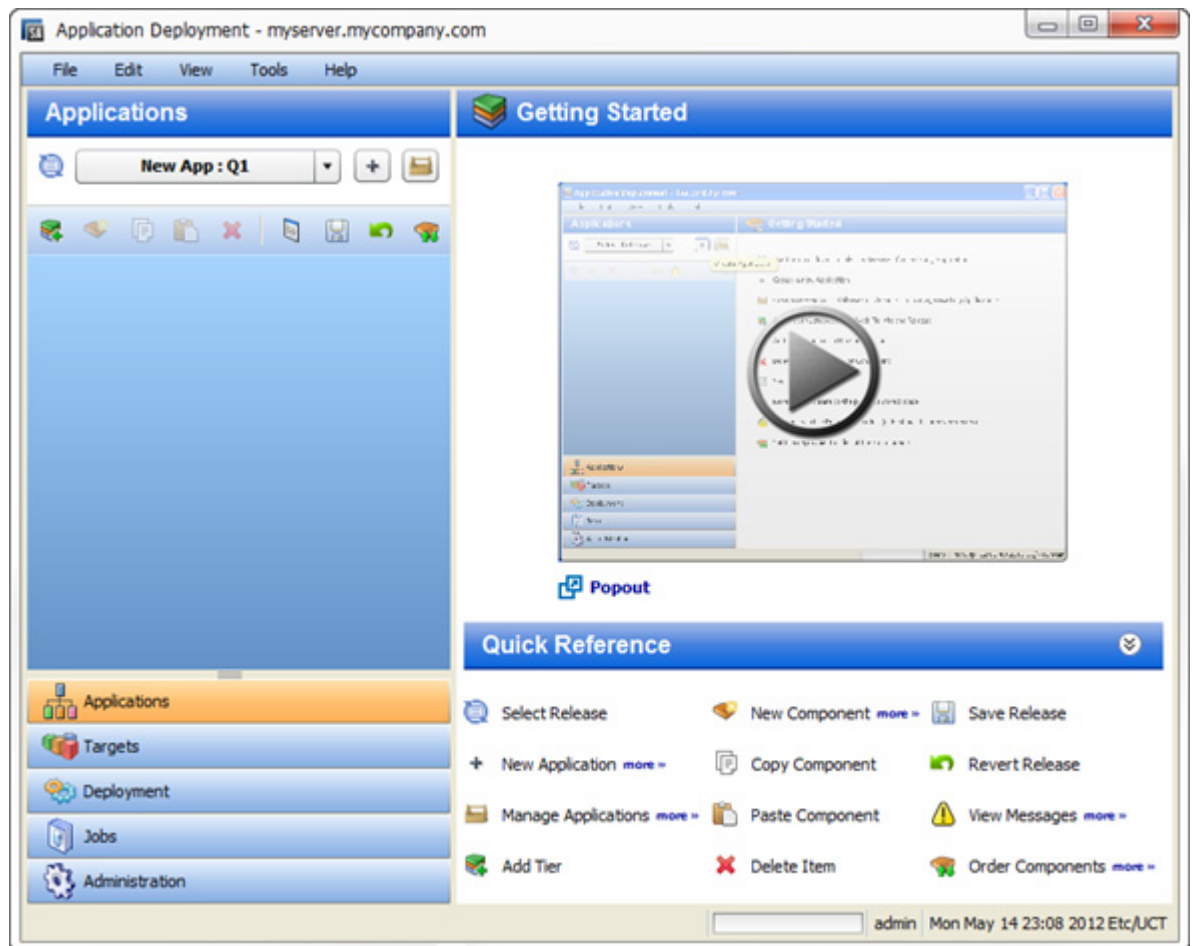 Application Deployment - myserver.mycompany.com
File Edit View Tools Help
Applications
New App : Q1
Getting Started
Applications
Getting Started
Popout
Quick Reference
Select Release
New Component more »
Save Release
New Application more »
Copy Component
Revert Release
Manage Applications more »
Paste Component
View Messages more »
Add Tier
Delete Item
Order Components more »
Applications
Targets
Deployment
Jobs
Administration
admin Mon May 14 23:08 2012 Etc/UCT